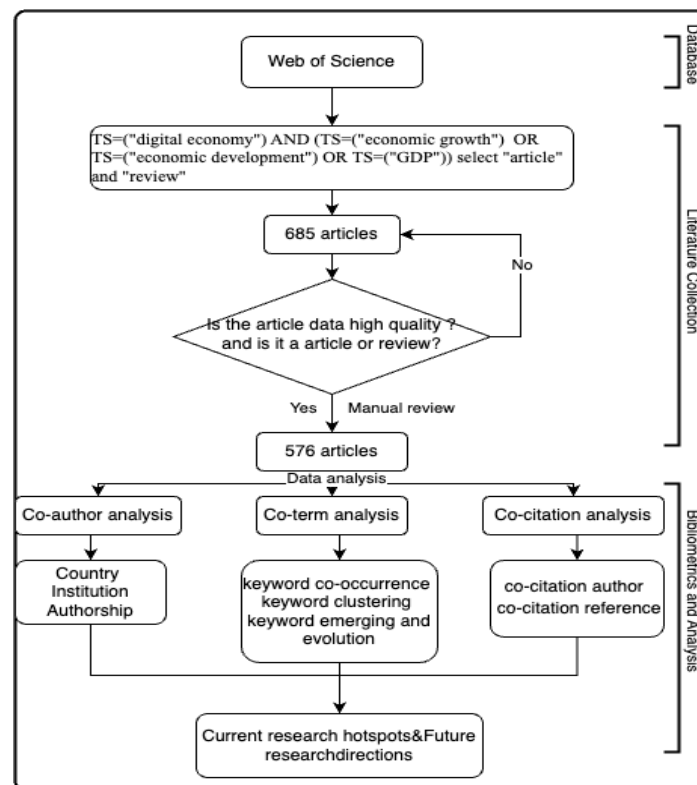 Web of Science
Database
TS=("digital economy") AND (TS=("economic growth") OR
TS=("economic development") OR TS=("GDP")) select "article"
and "review"
685 articles
No
Is the article data high quality ?
and is it a article or review?
Yes
Manual review
576 articles
Literature Collection
Data analysis
Co-author analysis
Co-term analysis
Co-citation analysis
Country
Institution
Authorship
keyword co-occurrence
keyword clustering
keyword emerging and
evolution
co-citation author
co-citation reference
Current research hotspots&Future
researchdirections
Bibliometrics and Analysis